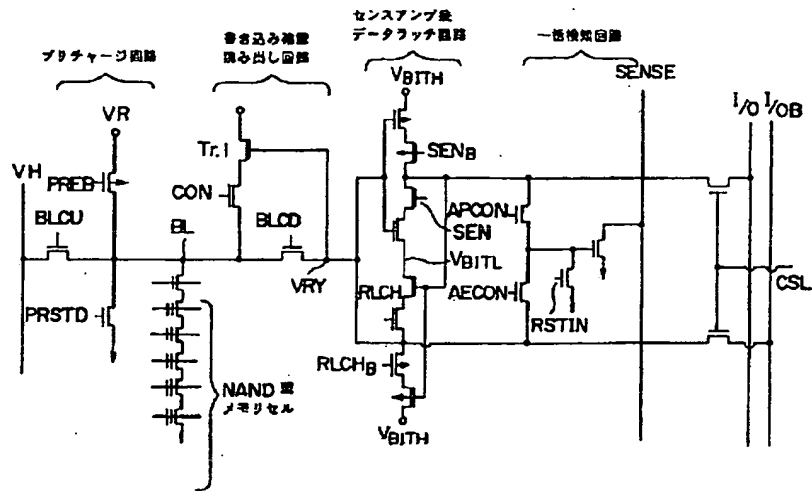 プリチャージ回路
書き込み確認
読み出し回路
センスアンプ兼
データラッチ回路
一括検知回路
VBITH
SENSE
I/O
I/OB
VR
VH
PREB
Tr.1
CON
SENB
BLCU
BL
BLCD
APCON
SEN
VRY
VBITL
PRSTD
RLCH
AECON
RSTIN
CSL
RLCHB
NAND型
メモリセル
VBITH